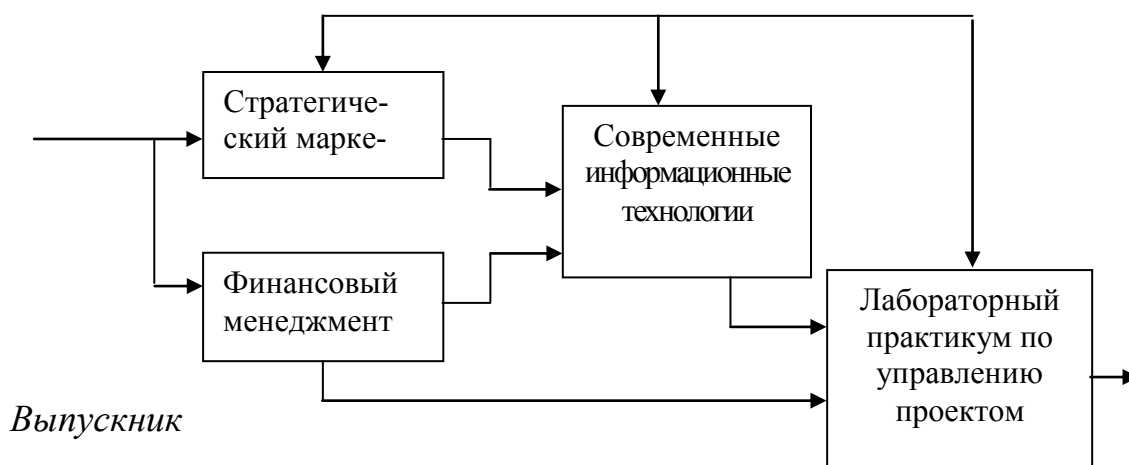 Стратегиче-
ский марке-
Современные
информационные
технологии
Финансовый
менеджмент
Лабораторный
практикум по
управлению
проектом
Выпускник